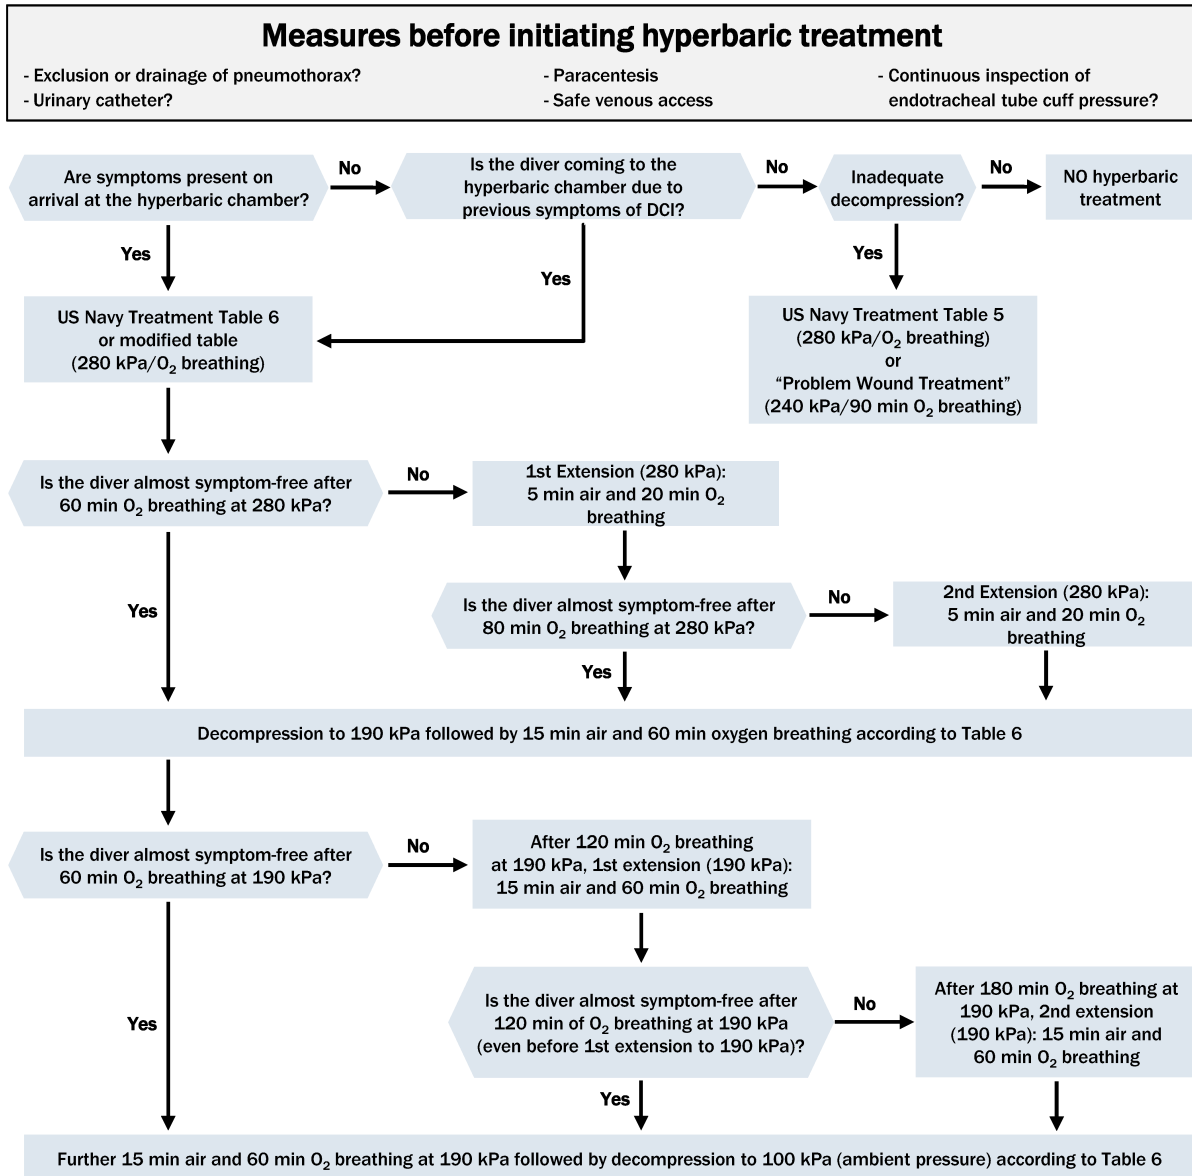 Measures before initiating hyperbaric treatment
- Exclusion or drainage of pneumothorax?
- Urinary catheter?
- Paracentesis
- Safe venous access
- Continuous inspection of
endotracheal tube cuff pressure?
Are symptoms present on
arrival at the hyperbaric chamber?
No
Is the diver coming to the
hyperbaric chamber due to
previous symptoms of DCI?
No
Inadequate
decompression?
No
NO hyperbaric
treatment
Yes
Yes
Yes
US Navy Treatment Table 6
or modified table
(280 kPa/O₂ breathing)
US Navy Treatment Table 5
(280 kPa/O₂ breathing)
or
“Problem Wound Treatment”
(240 kPa/90 min O₂ breathing)
Is the diver almost symptom-free after
60 min O₂ breathing at 280 kPa?
No
1st Extension (280 kPa):
5 min air and 20 min O₂
breathing
Yes
Is the diver almost symptom-free after
80 min O₂ breathing at 280 kPa?
No
2nd Extension (280 kPa):
5 min air and 20 min O₂
breathing
Yes
Decompression to 190 kPa followed by 15 min air and 60 min oxygen breathing according to Table 6
Is the diver almost symptom-free after
60 min O₂ breathing at 190 kPa?
No
After 120 min O₂ breathing
at 190 kPa, 1st extension (190 kPa):
15 min air and 60 min O₂ breathing
Yes
Is the diver almost symptom-free after
120 min of O₂ breathing at 190 kPa
(even before 1st extension to 190 kPa)?
No
After 180 min O₂ breathing at
190 kPa, 2nd extension
(190 kPa): 15 min air and
60 min O₂ breathing
Yes
Further 15 min air and 60 min O₂ breathing at 190 kPa followed by decompression to 100 kPa (ambient pressure) according to Table 6